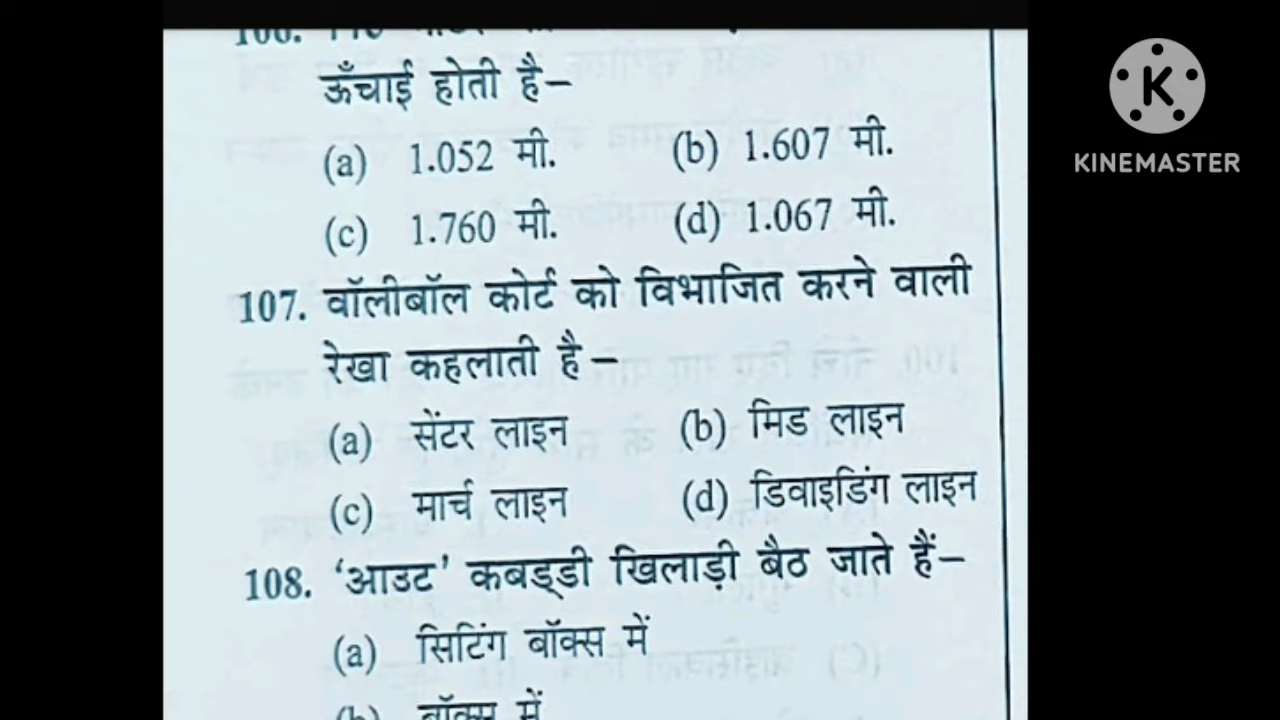 ऊँचाई होती है–
(a) 1.052 मी. (b) 1.607 मी.
(c) 1.760 मी. (d) 1.067 मी.
107. वॉलीबॉल कोर्ट को विभाजित करने वाली
रेखा कहलाती है –
(a) सेंटर लाइन (b) मिड लाइन
(c) मार्च लाइन (d) डिवाइडिंग लाइन
108. ‘आउट’ कबड्डी खिलाड़ी बैठ जाते हैं–
(a) सिटिंग बॉक्स में
(b) बॉक्स में
K
KINEMASTER